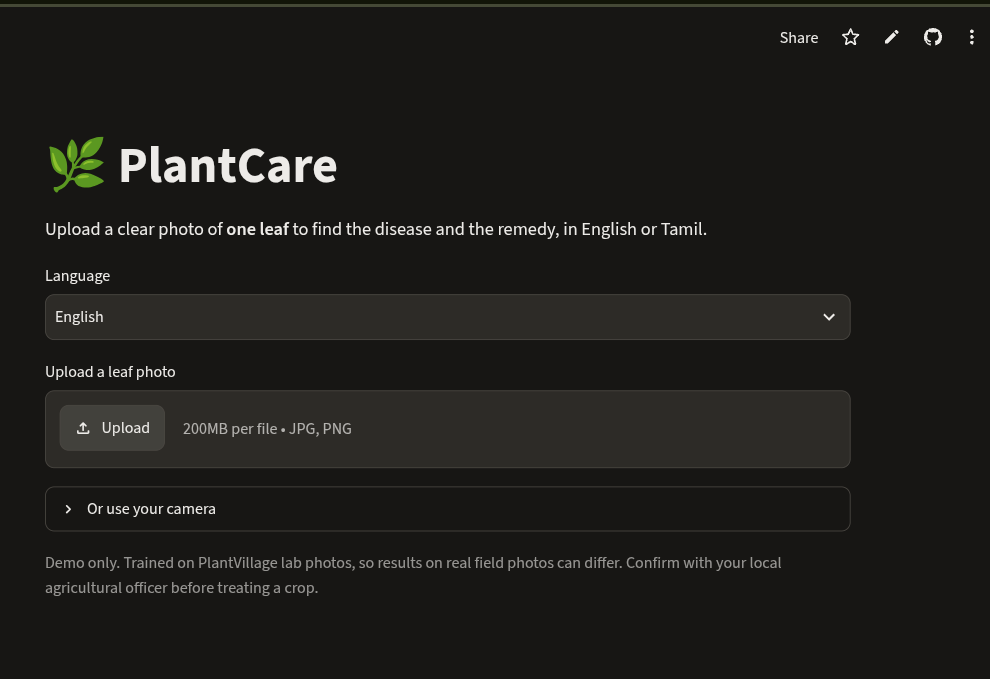 Share
PlantCare
Upload a clear photo of one leaf to find the disease and the remedy, in English or Tamil.
Language
English
Upload a leaf photo
Upload 200MB per file • JPG, PNG
Or use your camera
Demo only. Trained on PlantVillage lab photos, so results on real field photos can differ. Confirm with your local
agricultural officer before treating a crop.